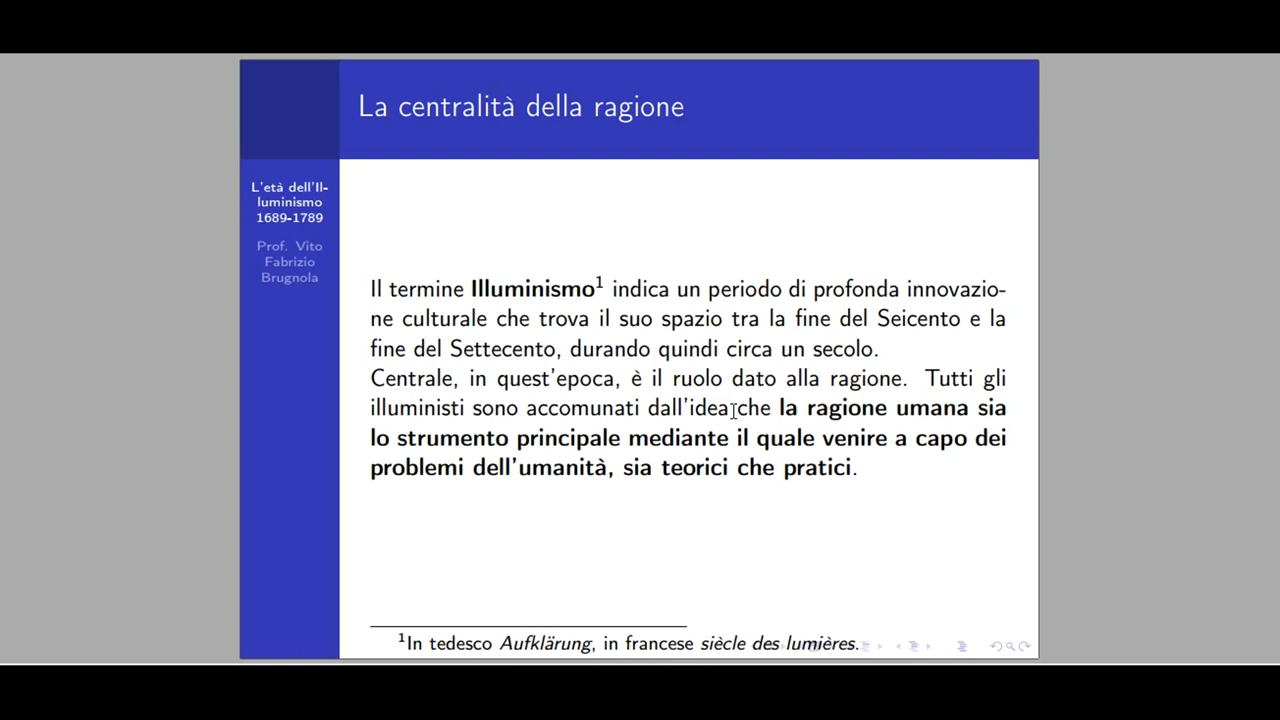 La centralità della ragione
L'età dell'Il-
luminismo
1689-1789
Prof. Vito
Fabrizio
Brugnola
Il termine Illuminismo¹ indica un periodo di profonda innovazio-
ne culturale che trova il suo spazio tra la fine del Seicento e la
fine del Settecento, durando quindi circa un secolo.
Centrale, in quest'epoca, è il ruolo dato alla ragione. Tutti gli
illuministi sono accomunati dall'idea che la ragione umana sia
lo strumento principale mediante il quale venire a capo dei
problemi dell'umanità, sia teorici che pratici.
¹In tedesco Aufklärung, in francese siècle des lumières.